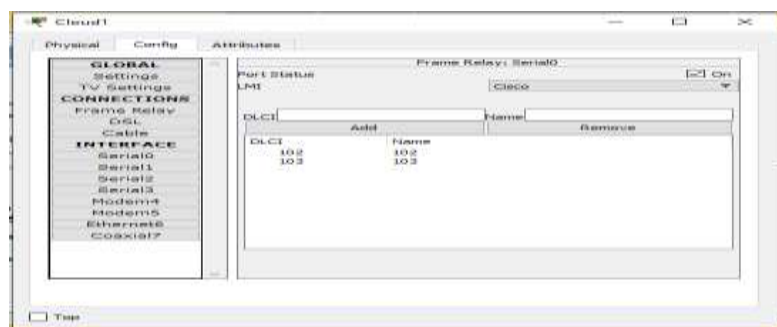 Cloud1
Physical Config Attributes
GLOBAL
Settings
TV Settings
CONNECTIONS
Frame Relay
DSL
Cable
INTERFACE
Serial0
Serial1
Serial2
Serial3
Modem4
Modem5
Ethernet6
Coaxial7
Frame Relay: Serial0
Port Status On
LMI Cisco
DLCI Name
Add Remove
DLCI Name
102 102
103 103
Top